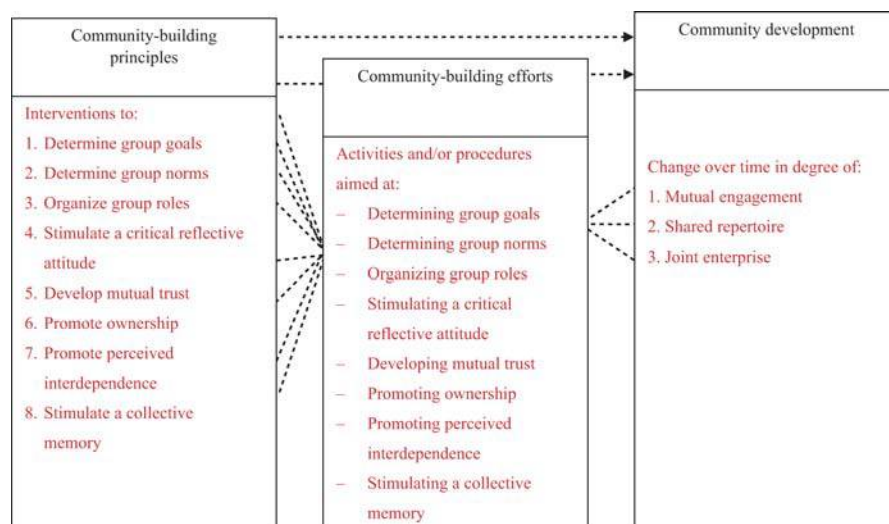 Community-building
principles
Interventions to:
1. Determine group goals
2. Determine group norms
3. Organize group roles
4. Stimulate a critical reflective
attitude
5. Develop mutual trust
6. Promote ownership
7. Promote perceived
interdependence
8. Stimulate a collective
memory
Community-building efforts
Activities and/or procedures
aimed at:
– Determining group goals
– Determining group norms
– Organizing group roles
– Stimulating a critical
reflective attitude
– Developing mutual trust
– Promoting ownership
– Promoting perceived
interdependence
– Stimulating a collective
memory
Community development
Change over time in degree of:
1. Mutual engagement
2. Shared repertoire
3. Joint enterprise